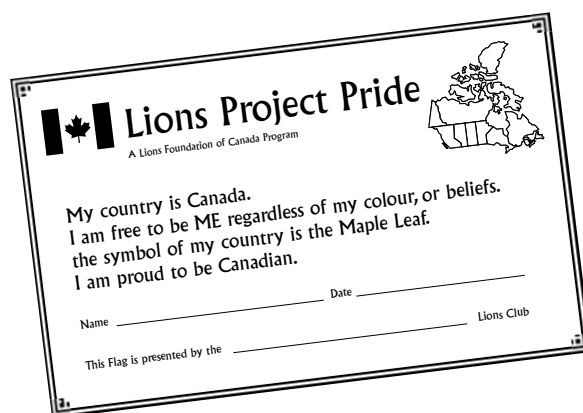 Lions Project Pride
A Lions Foundation of Canada Program
My country is Canada.
I am free to be ME regardless of my colour, or beliefs.
the symbol of my country is the Maple Leaf.
I am proud to be Canadian.
Name Date
This Flag is presented by the Lions Club